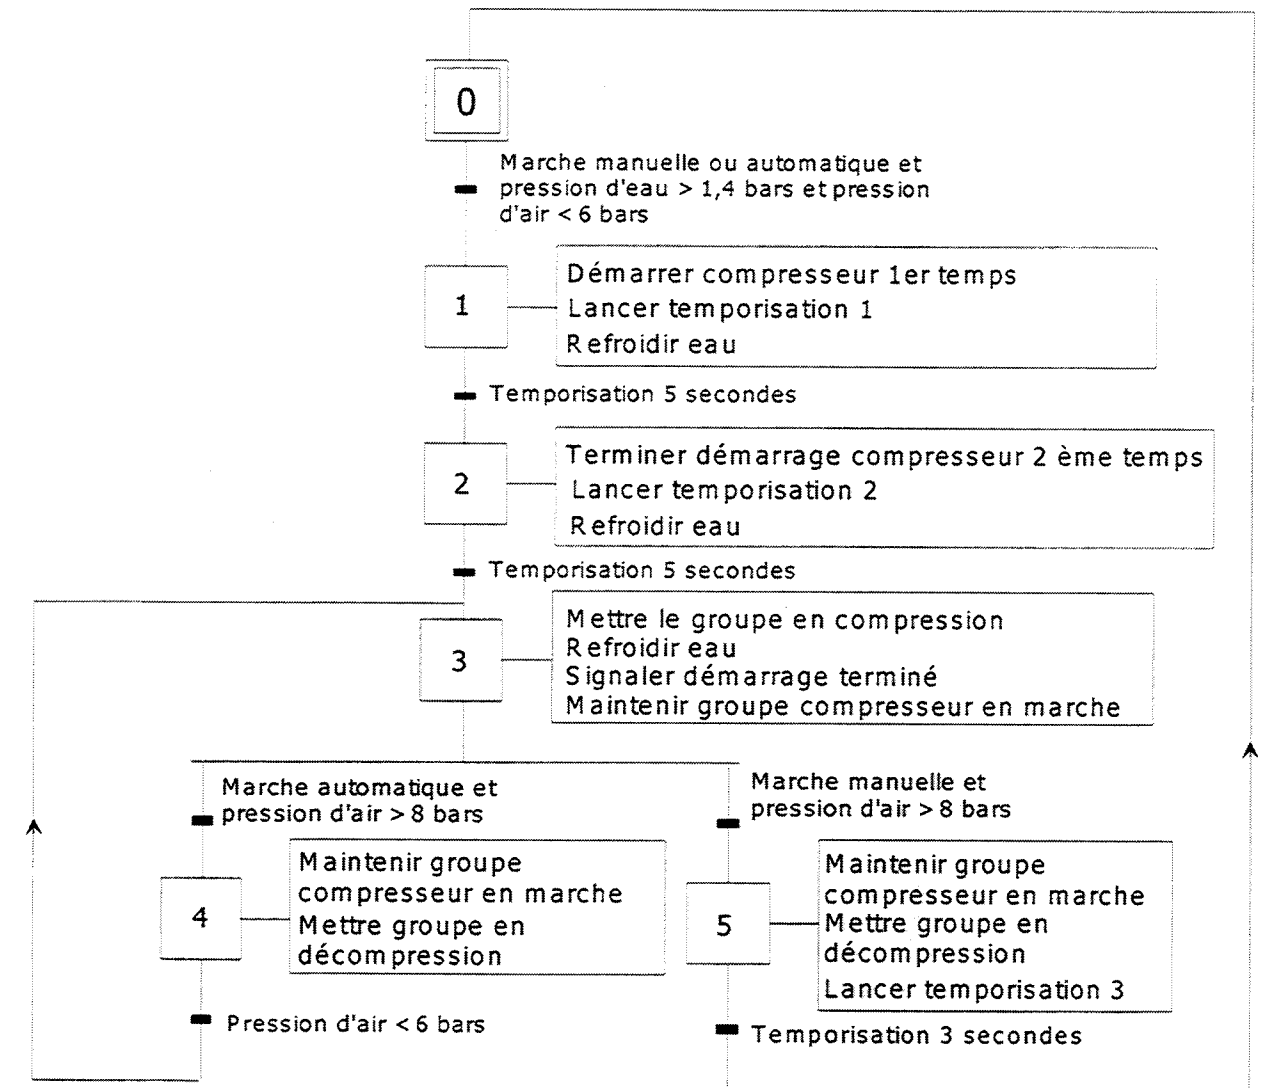 0
Marche manuelle ou automatique et
pression d'eau > 1,4 bars et pression
d'air < 6 bars
1
Démarrer compresseur 1er temps
Lancer temporisation 1
Refroidir eau
Temporisation 5 secondes
2
Terminer démarrage compresseur 2 ème temps
Lancer temporisation 2
Refroidir eau
Temporisation 5 secondes
3
Mettre le groupe en compression
Refroidir eau
Signaler démarrage terminé
Maintenir groupe compresseur en marche
Marche automatique et
pression d'air > 8 bars
Marche manuelle et
pression d'air > 8 bars
4
Maintenir groupe
compresseur en marche
Mettre groupe en
décompression
5
Maintenir groupe
compresseur en marche
Mettre groupe en
décompression
Lancer temporisation 3
Pression d'air < 6 bars
Temporisation 3 secondes